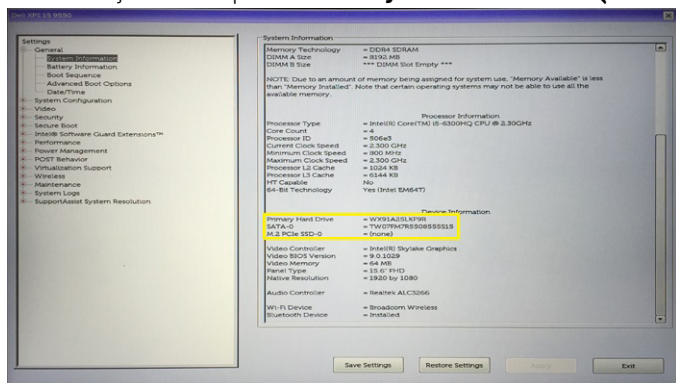 Dell XPS 15 9550
Settings
General
System Information
Battery Information
Boot Sequence
Advanced Boot Options
Date/Time
System Configuration
Video
Security
Secure Boot
Intel® Software Guard Extensions™
Performance
Power Management
POST Behavior
Virtualization Support
Wireless
Maintenance
System Logs
SupportAssist System Resolution
System Information
Memory Technology = DDR4 SDRAM
DIMM A Size = 8192 MB
DIMM B Size *** DIMM Slot Empty ***
NOTE: Due to an amount of memory being assigned for system use, "Memory Available" is less
than "Memory Installed". Note that certain operating systems may not be able to use all the
available memory.
Processor Information
Processor Type = Intel(R) Core(TM) i5-6300HQ CPU @ 2.30GHz
Core Count = 4
Processor ID = 506e3
Current Clock Speed = 2.300 GHz
Minimum Clock Speed = 800 MHz
Maximum Clock Speed = 2.300 GHz
Processor L2 Cache = 1024 KB
Processor L3 Cache = 6144 KB
HT Capable No
64-Bit Technology Yes (Intel EM64T)
Device Information
Primary Hard Drive = WX91A25LKP9R
SATA-0 = TW07FM7R5508555S15
M.2 PCIe SSD-0 = (none)
Video Controller = Intel(R) Skylake Graphics
Video BIOS Version = 9.0.1029
Video Memory = 64 MB
Panel Type = 15.6" FHD
Native Resolution = 1920 by 1080
Audio Controller = Realtek ALC3266
Wi-Fi Device = Broadcom Wireless
Bluetooth Device = Installed
Save Settings
Restore Settings
Apply
Exit